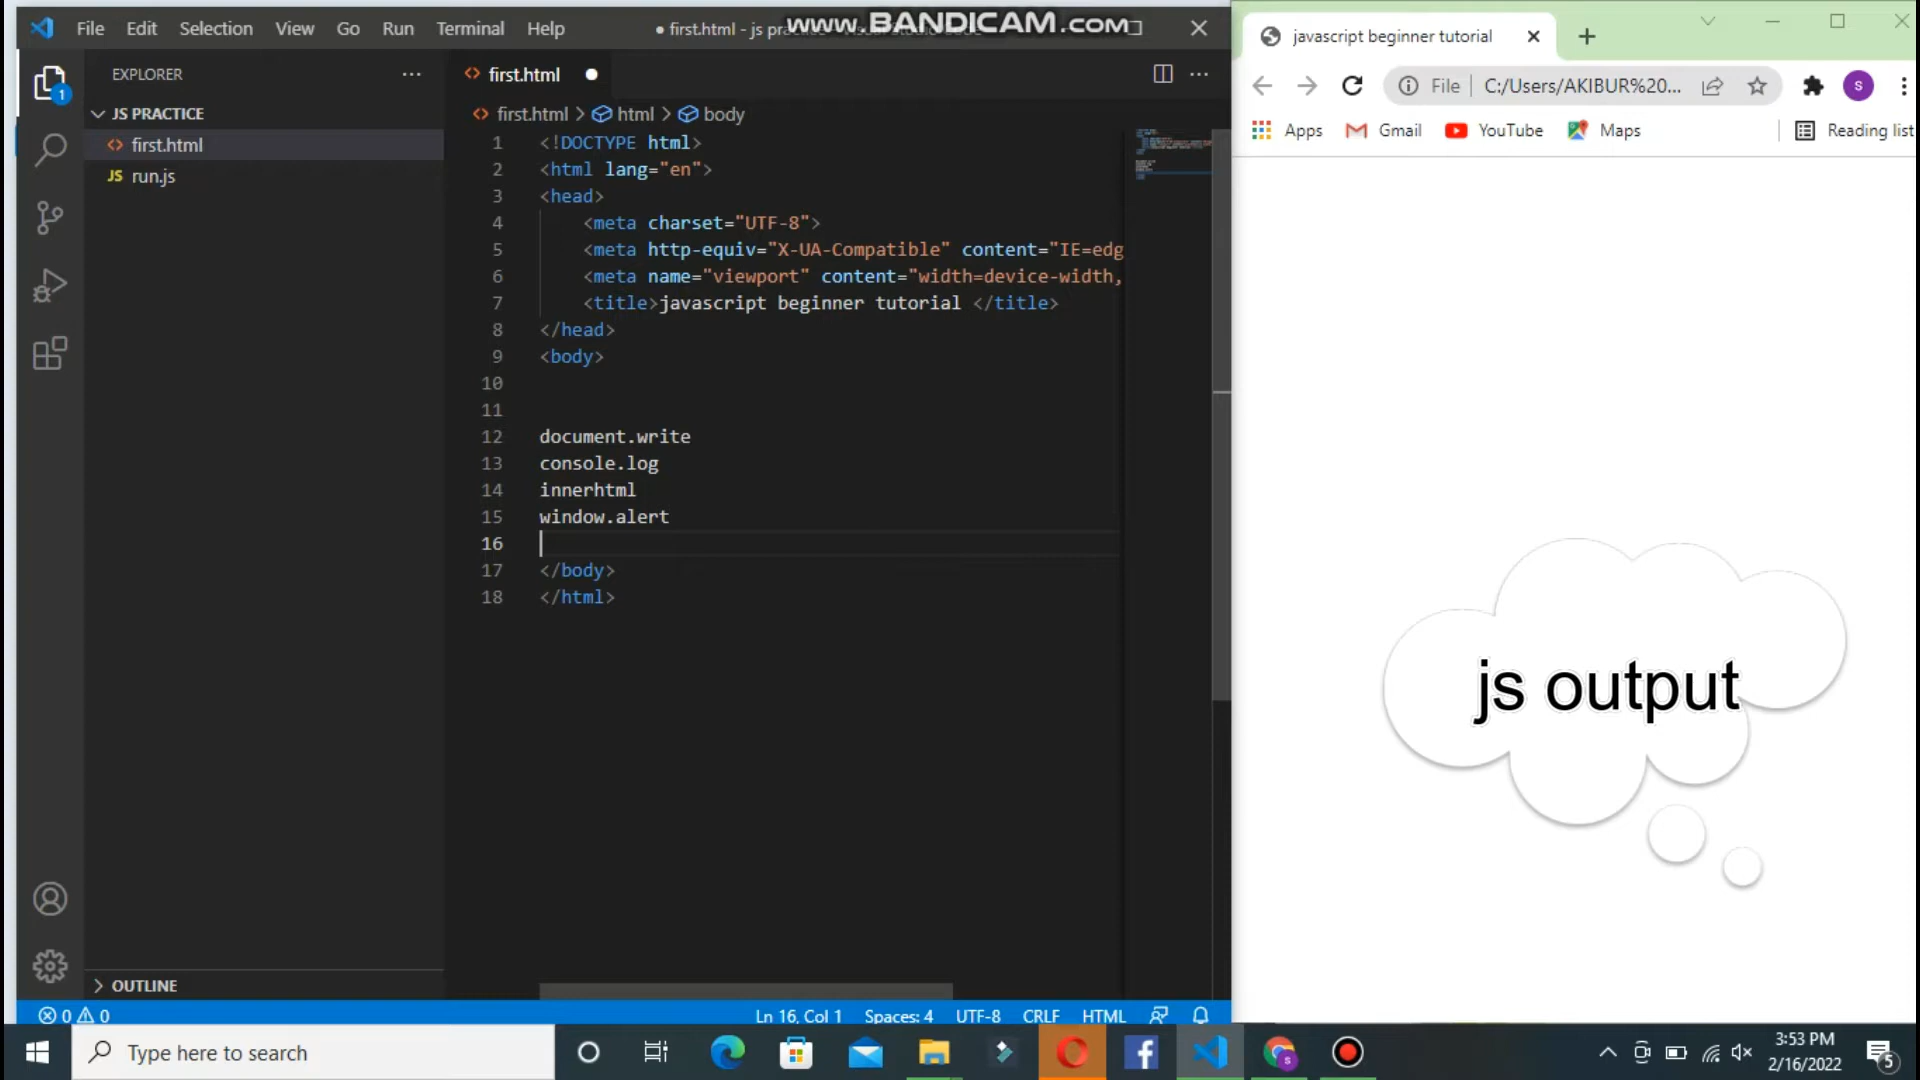 File Edit Selection View Go Run Terminal Help
● first.html - js pr
www.BANDICAM.com
EXPLORER
JS PRACTICE
first.html
JS run.js
OUTLINE
first.html
first.html > html > body
1 <!DOCTYPE html>
2 <html lang="en">
3 <head>
4 <meta charset="UTF-8">
5 <meta http-equiv="X-UA-Compatible" content="IE=edg
6 <meta name="viewport" content="width=device-width,
7 <title>javascript beginner tutorial </title>
8 </head>
9 <body>
10
11
12 document.write
13 console.log
14 innerhtml
15 window.alert
16
17 </body>
18 </html>
1
0 0
Ln 16, Col 1 Spaces: 4 UTF-8 CRLF HTML
javascript beginner tutorial
File C:/Users/AKIBUR%20...
S
Apps Gmail YouTube Maps Reading list
js output
Type here to search
3:53 PM
2/16/2022
5